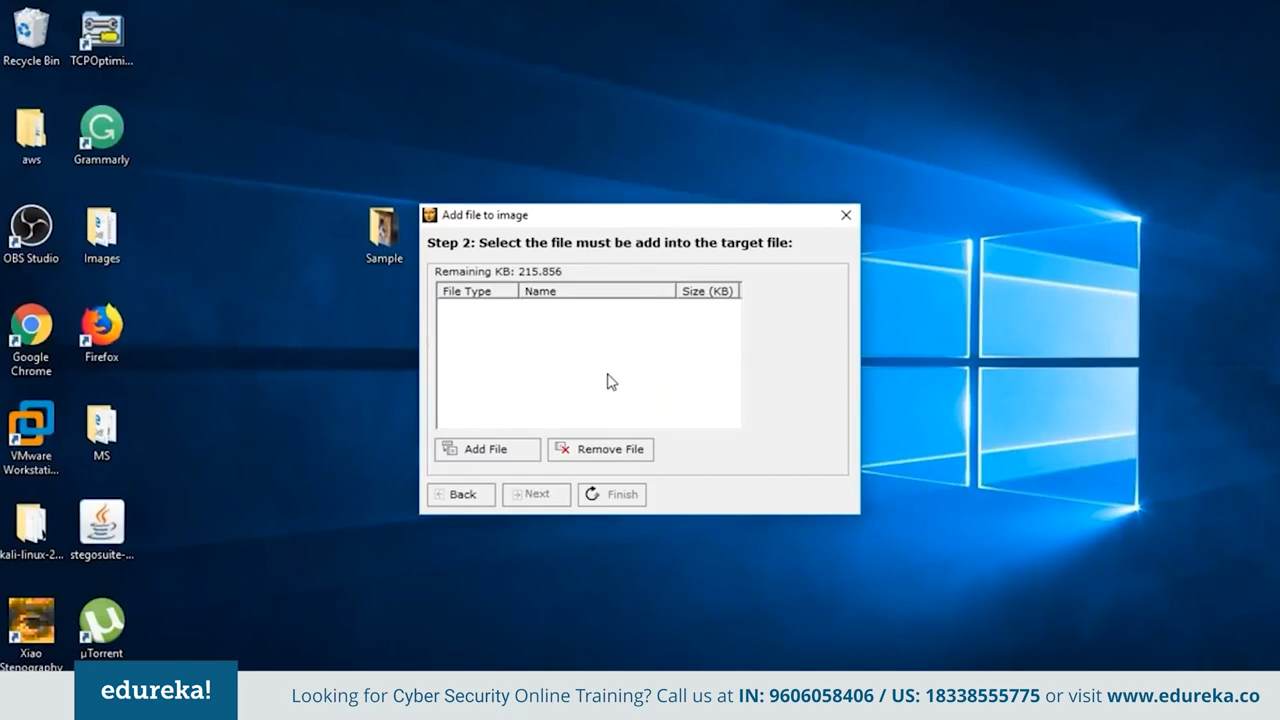 Recycle Bin
TCPOptimi...
aws
Grammarly
OBS Studio
Images
Sample
Google
Chrome
Firefox
VMware
Workstati...
MS
kali-linux-2...
stegosuite-...
Xiao
Stenography
µTorrent
Add file to image
Step 2: Select the file must be add into the target file:
Remaining KB: 215.856
File Type Name Size (KB)
Add File Remove File
Back Next Finish
edureka!
Looking for Cyber Security Online Training? Call us at IN: 9606058406 / US: 18338555775 or visit www.edureka.co